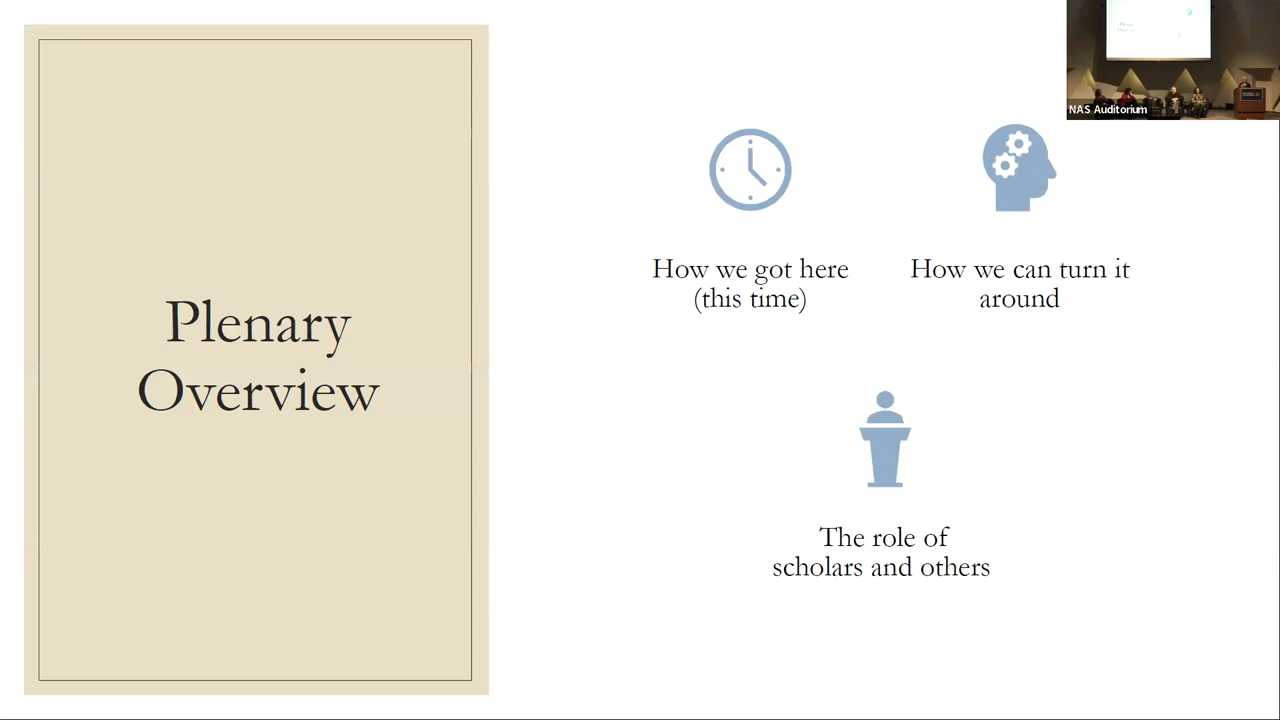 Plenary
Overview
How we got here
(this time)
How we can turn it
around
The role of
scholars and others
NAS Auditorium